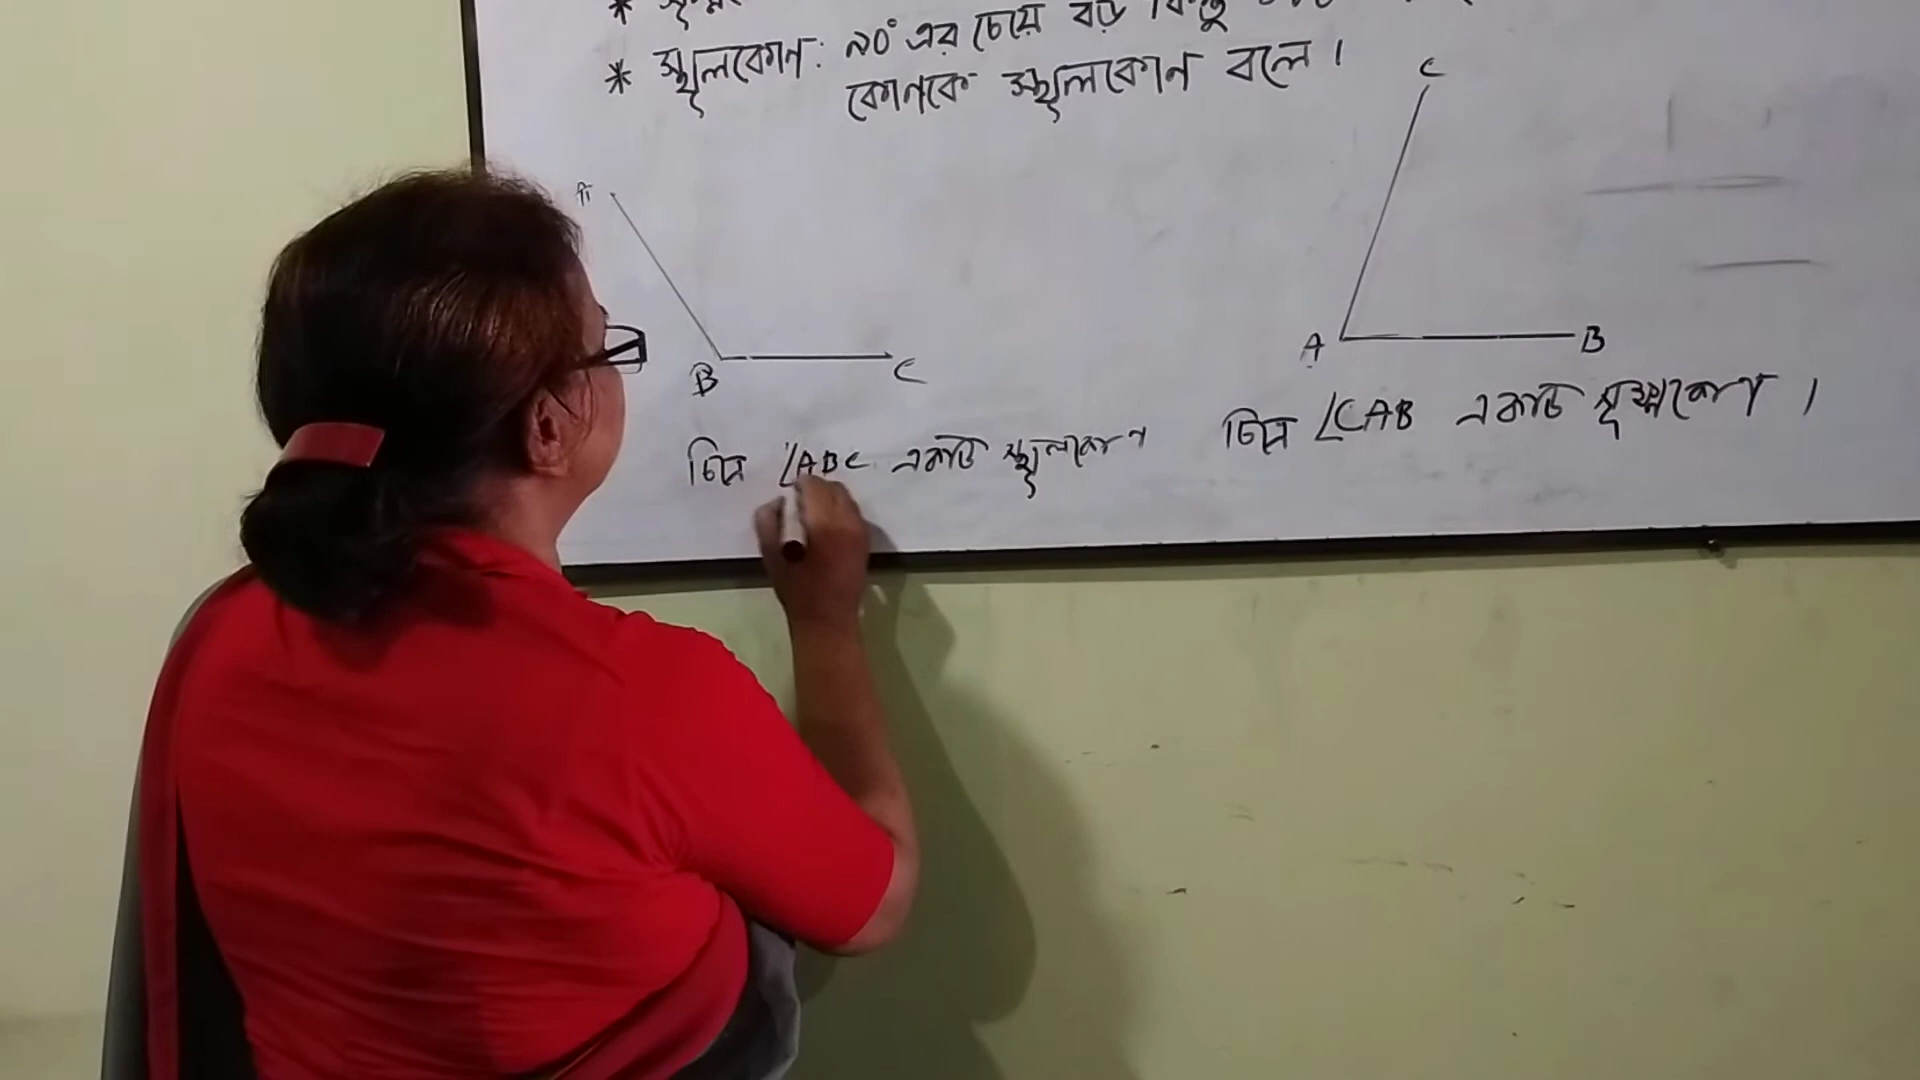 * সূক্ষ্ম
* স্থূলকোণ: ৯০° এর চেয়ে বড় কিন্তু
কোণকে স্থূলকোণ বলে।
A
B
C
C
A
B
চিত্রে ∠ABC একটি স্থূলকোণ
চিত্রে ∠CAB একটি সূক্ষ্মকোণ।